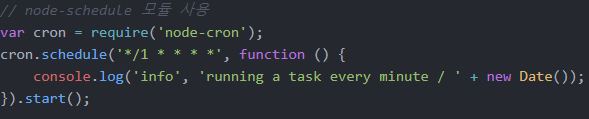 // node-schedule 모듈 사용
var cron = require('node-cron');
cron.schedule('*/1 * * * *', function () {
    console.log('info', 'running a task every minute / ' + new Date());
}).start();